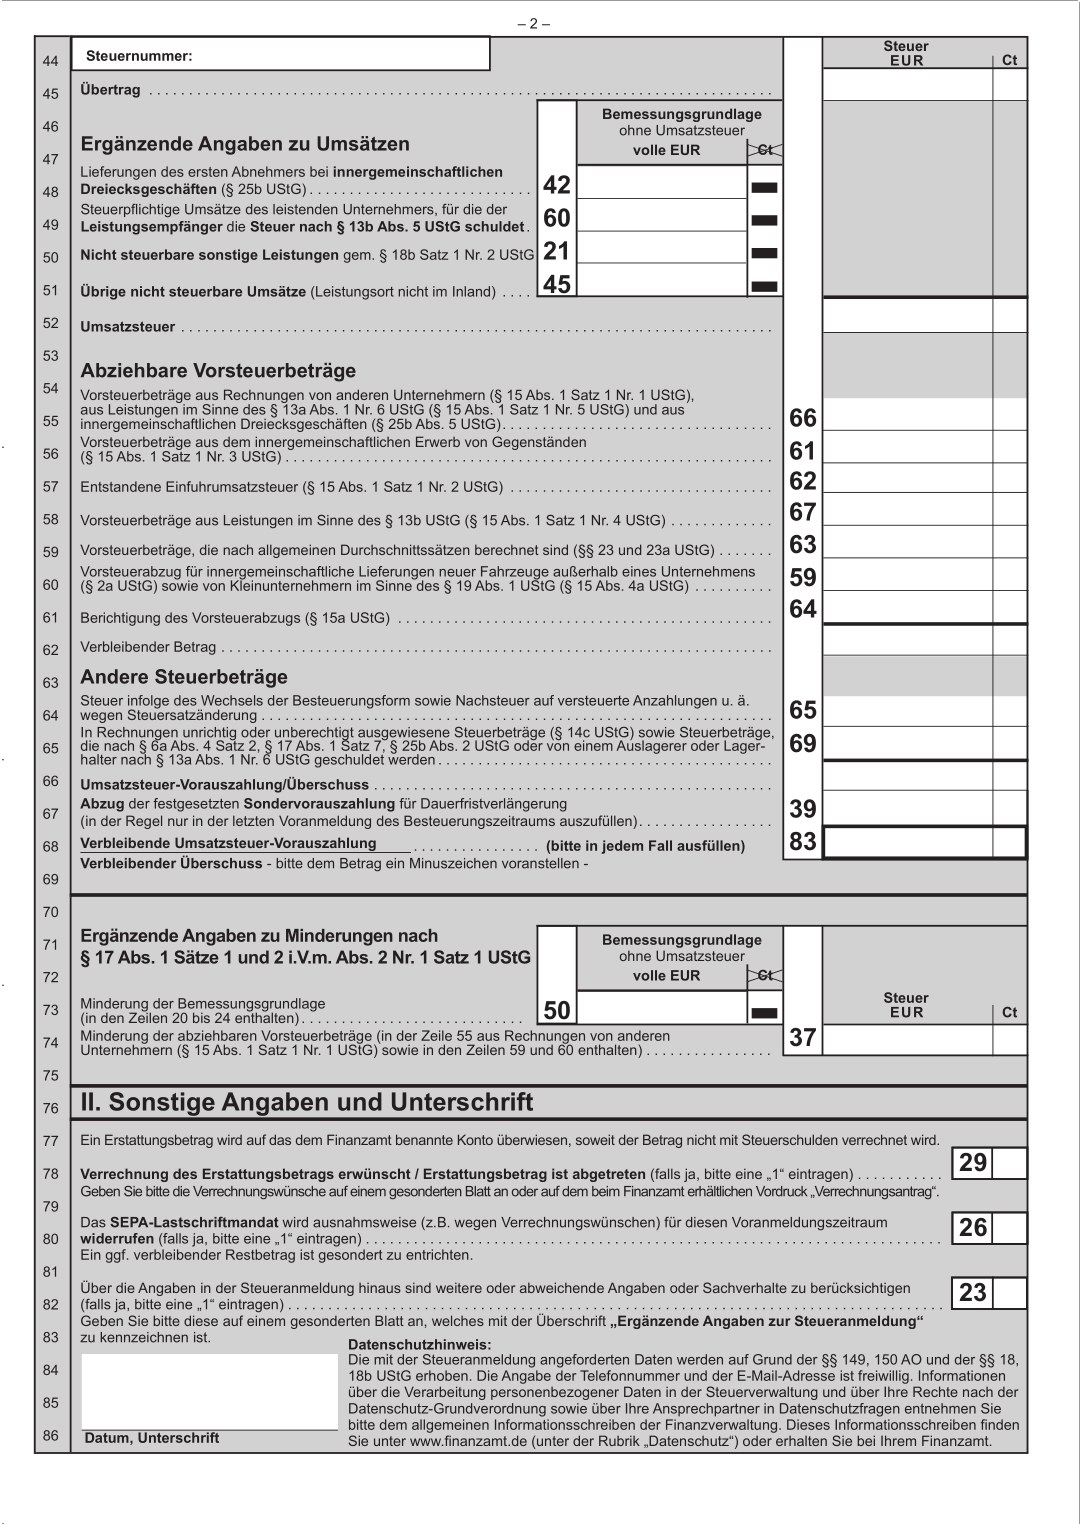 – 2 –
44 Steuernummer: Steuer EUR Ct
45 Übertrag
46 Bemessungsgrundlage ohne Umsatzsteuer
47 Ergänzende Angaben zu Umsätzen volle EUR Ct
Lieferungen des ersten Abnehmers bei innergemeinschaftlichen
48 Dreiecksgeschäften (§ 25b UStG) 42
Steuerpflichtige Umsätze des leistenden Unternehmers, für die der
49 Leistungsempfänger die Steuer nach § 13b Abs. 5 UStG schuldet. 60
50 Nicht steuerbare sonstige Leistungen gem. § 18b Satz 1 Nr. 2 UStG 21
51 Übrige nicht steuerbare Umsätze (Leistungsort nicht im Inland) 45
52 Umsatzsteuer
53
Abziehbare Vorsteuerbeträge
54 Vorsteuerbeträge aus Rechnungen von anderen Unternehmern (§ 15 Abs. 1 Satz 1 Nr. 1 UStG),
aus Leistungen im Sinne des § 13a Abs. 1 Nr. 6 UStG (§ 15 Abs. 1 Satz 1 Nr. 5 UStG) und aus
55 innergemeinschaftlichen Dreiecksgeschäften (§ 25b Abs. 5 UStG) 66
Vorsteuerbeträge aus dem innergemeinschaftlichen Erwerb von Gegenständen
56 (§ 15 Abs. 1 Satz 1 Nr. 3 UStG) 61
57 Entstandene Einfuhrumsatzsteuer (§ 15 Abs. 1 Satz 1 Nr. 2 UStG) 62
58 Vorsteuerbeträge aus Leistungen im Sinne des § 13b UStG (§ 15 Abs. 1 Satz 1 Nr. 4 UStG) 67
59 Vorsteuerbeträge, die nach allgemeinen Durchschnittssätzen berechnet sind (§§ 23 und 23a UStG) 63
Vorsteuerabzug für innergemeinschaftliche Lieferungen neuer Fahrzeuge außerhalb eines Unternehmens
60 (§ 2a UStG) sowie von Kleinunternehmern im Sinne des § 19 Abs. 1 UStG (§ 15 Abs. 4a UStG) 59
61 Berichtigung des Vorsteuerabzugs (§ 15a UStG) 64
62 Verbleibender Betrag
63 Andere Steuerbeträge
Steuer infolge des Wechsels der Besteuerungsform sowie Nachsteuer auf versteuerte Anzahlungen u. ä.
64 wegen Steuersatzänderung 65
In Rechnungen unrichtig oder unberechtigt ausgewiesene Steuerbeträge (§ 14c UStG) sowie Steuerbeträge,
65 die nach § 6a Abs. 4 Satz 2, § 17 Abs. 1 Satz 7, § 25b Abs. 2 UStG oder von einem Auslagerer oder Lager-
halter nach § 13a Abs. 1 Nr. 6 UStG geschuldet werden 69
66 Umsatzsteuer-Vorauszahlung/Überschuss
Abzug der festgesetzten Sondervorauszahlung für Dauerfristverlängerung
67 (in der Regel nur in der letzten Voranmeldung des Besteuerungszeitraums auszufüllen) 39
68 Verbleibende Umsatzsteuer-Vorauszahlung (bitte in jedem Fall ausfüllen) 83
Verbleibender Überschuss - bitte dem Betrag ein Minuszeichen voranstellen -
69
70
71 Ergänzende Angaben zu Minderungen nach Bemessungsgrundlage
§ 17 Abs. 1 Sätze 1 und 2 i.V.m. Abs. 2 Nr. 1 Satz 1 UStG ohne Umsatzsteuer
72 volle EUR Ct
Minderung der Bemessungsgrundlage Steuer
73 (in den Zeilen 20 bis 24 enthalten) 50 EUR Ct
Minderung der abziehbaren Vorsteuerbeträge (in der Zeile 55 aus Rechnungen von anderen
74 Unternehmern (§ 15 Abs. 1 Satz 1 Nr. 1 UStG) sowie in den Zeilen 59 und 60 enthalten) 37
75
76 II. Sonstige Angaben und Unterschrift
77 Ein Erstattungsbetrag wird auf das dem Finanzamt benannte Konto überwiesen, soweit der Betrag nicht mit Steuerschulden verrechnet wird.
78 Verrechnung des Erstattungsbetrags erwünscht / Erstattungsbetrag ist abgetreten (falls ja, bitte eine „1“ eintragen) 29
Geben Sie bitte die Verrechnungswünsche auf einem gesonderten Blatt an oder auf dem beim Finanzamt erhältlichen Vordruck „Verrechnungsantrag“.
79
Das SEPA-Lastschriftmandat wird ausnahmsweise (z.B. wegen Verrechnungswünschen) für diesen Voranmeldungszeitraum
80 widerrufen (falls ja, bitte eine „1“ eintragen) 26
Ein ggf. verbleibender Restbetrag ist gesondert zu entrichten.
81
Über die Angaben in der Steueranmeldung hinaus sind weitere oder abweichende Angaben oder Sachverhalte zu berücksichtigen
82 (falls ja, bitte eine „1“ eintragen) 23
Geben Sie bitte diese auf einem gesonderten Blatt an, welches mit der Überschrift „Ergänzende Angaben zur Steueranmeldung“
83 zu kennzeichnen ist.
Datenschutzhinweis:
Die mit der Steueranmeldung angeforderten Daten werden auf Grund der §§ 149, 150 AO und der §§ 18,
84 18b UStG erhoben. Die Angabe der Telefonnummer und der E-Mail-Adresse ist freiwillig. Informationen
über die Verarbeitung personenbezogener Daten in der Steuerverwaltung und über Ihre Rechte nach der
85 Datenschutz-Grundverordnung sowie über Ihre Ansprechpartner in Datenschutzfragen entnehmen Sie
bitte dem allgemeinen Informationsschreiben der Finanzverwaltung. Dieses Informationsschreiben finden
86 Datum, Unterschrift Sie unter www.finanzamt.de (unter der Rubrik „Datenschutz“) oder erhalten Sie bei Ihrem Finanzamt.